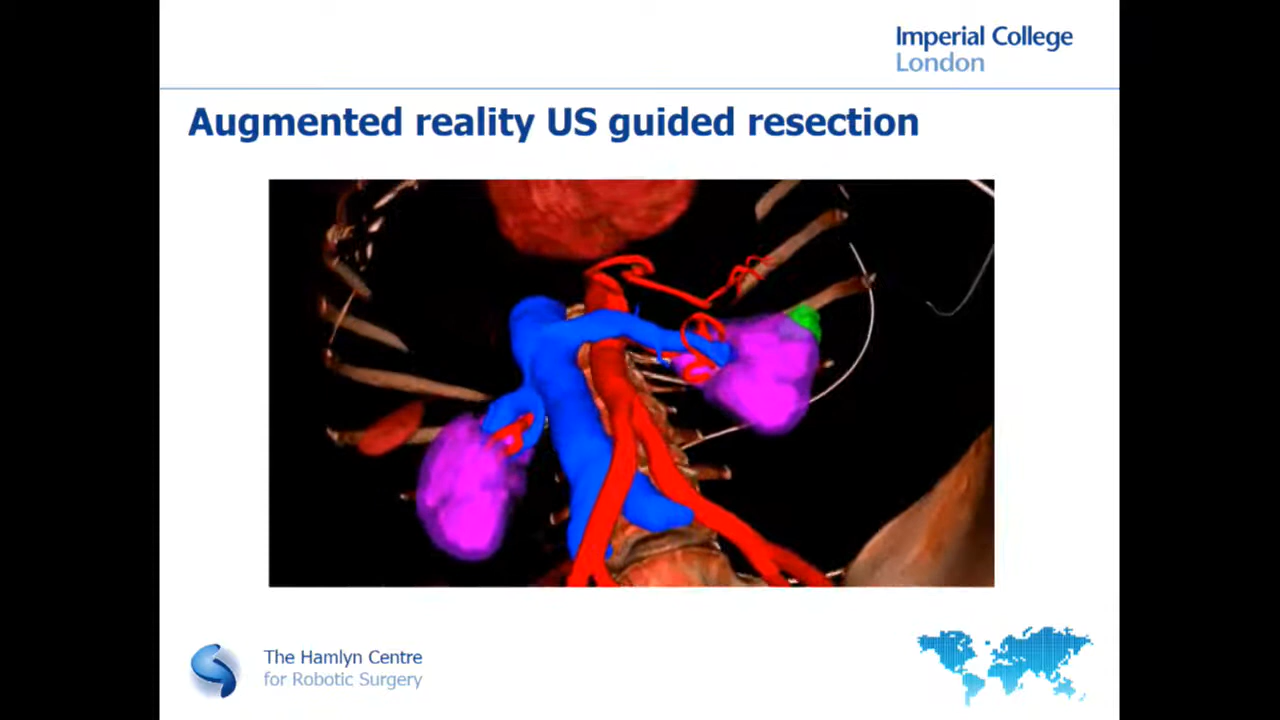 Imperial College
London
Augmented reality US guided resection
The Hamlyn Centre
for Robotic Surgery